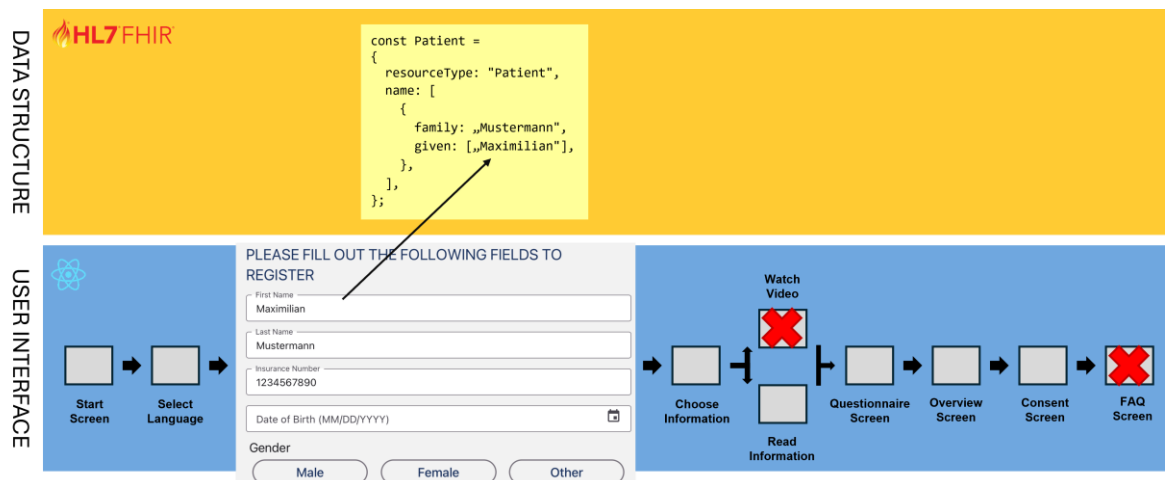 DATA STRUCTURE
HL7 FHIR
const Patient =
{
resourceType: "Patient",
name: [
{
family: „Mustermann",
given: [„Maximilian"],
},
],
};
USER INTERFACE
Start
Screen
Select
Language
PLEASE FILL OUT THE FOLLOWING FIELDS TO
REGISTER
First Name
Maximilian
Last Name
Mustermann
Insurance Number
1234567890
Date of Birth (MM/DD/YYYY)
Gender
Male
Female
Other
Choose
Information
Watch
Video
Read
Information
Questionnaire
Screen
Overview
Screen
Consent
Screen
FAQ
Screen